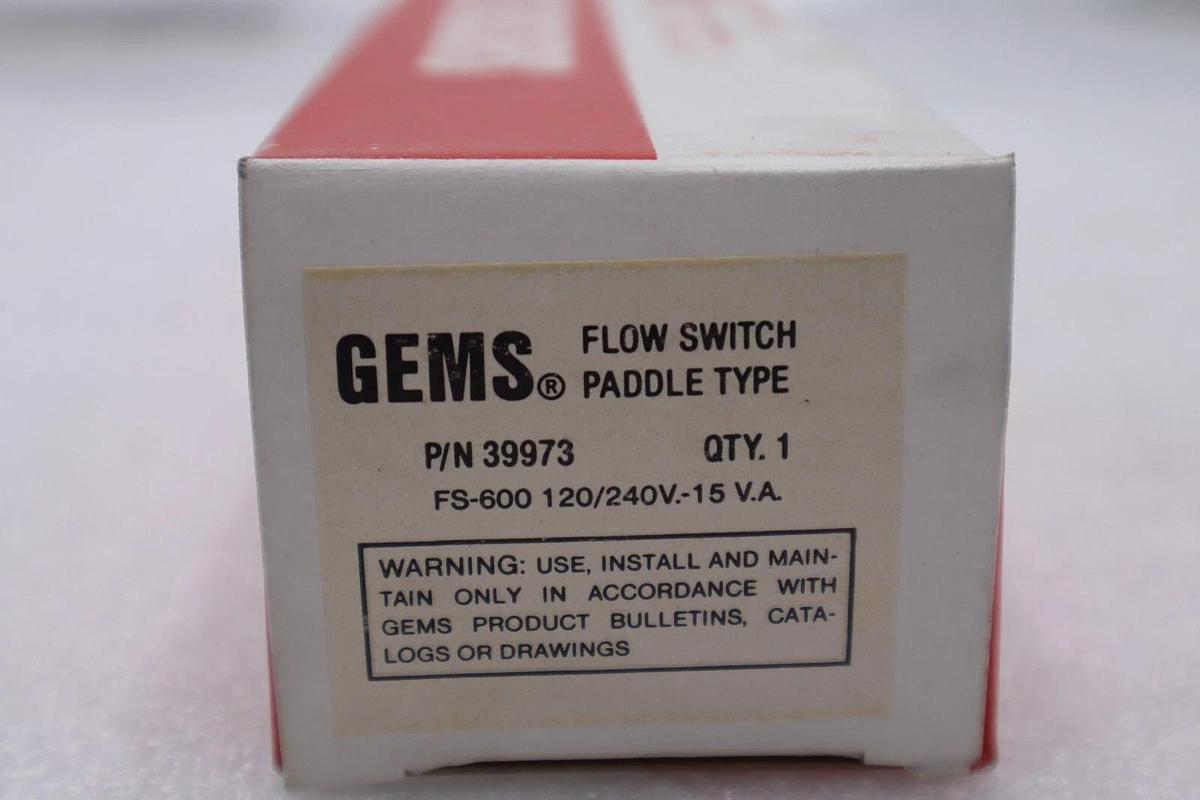 GEMS® FLOW SWITCH
PADDLE TYPE
P/N 39973 QTY. 1
FS-600 120/240V.-15 V.A.
WARNING: USE, INSTALL AND MAIN-
TAIN ONLY IN ACCORDANCE WITH
GEMS PRODUCT BULLETINS, CATA-
LOGS OR DRAWINGS